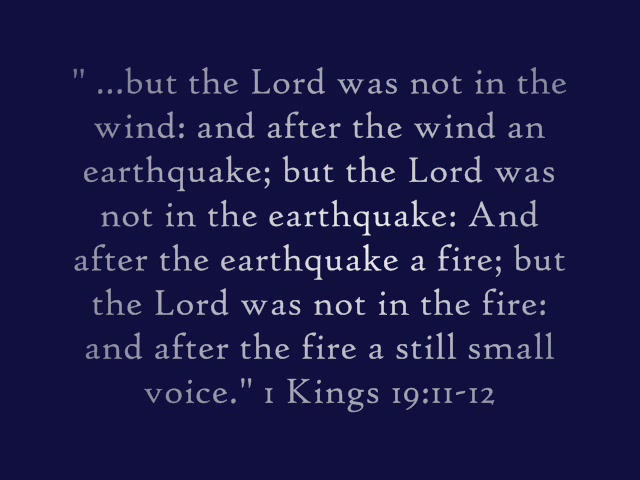 " ...but the Lord was not in the
wind: and after the wind an
earthquake; but the Lord was
not in the earthquake: And
after the earthquake a fire; but
the Lord was not in the fire:
and after the fire a still small
voice." 1 Kings 19:11-12